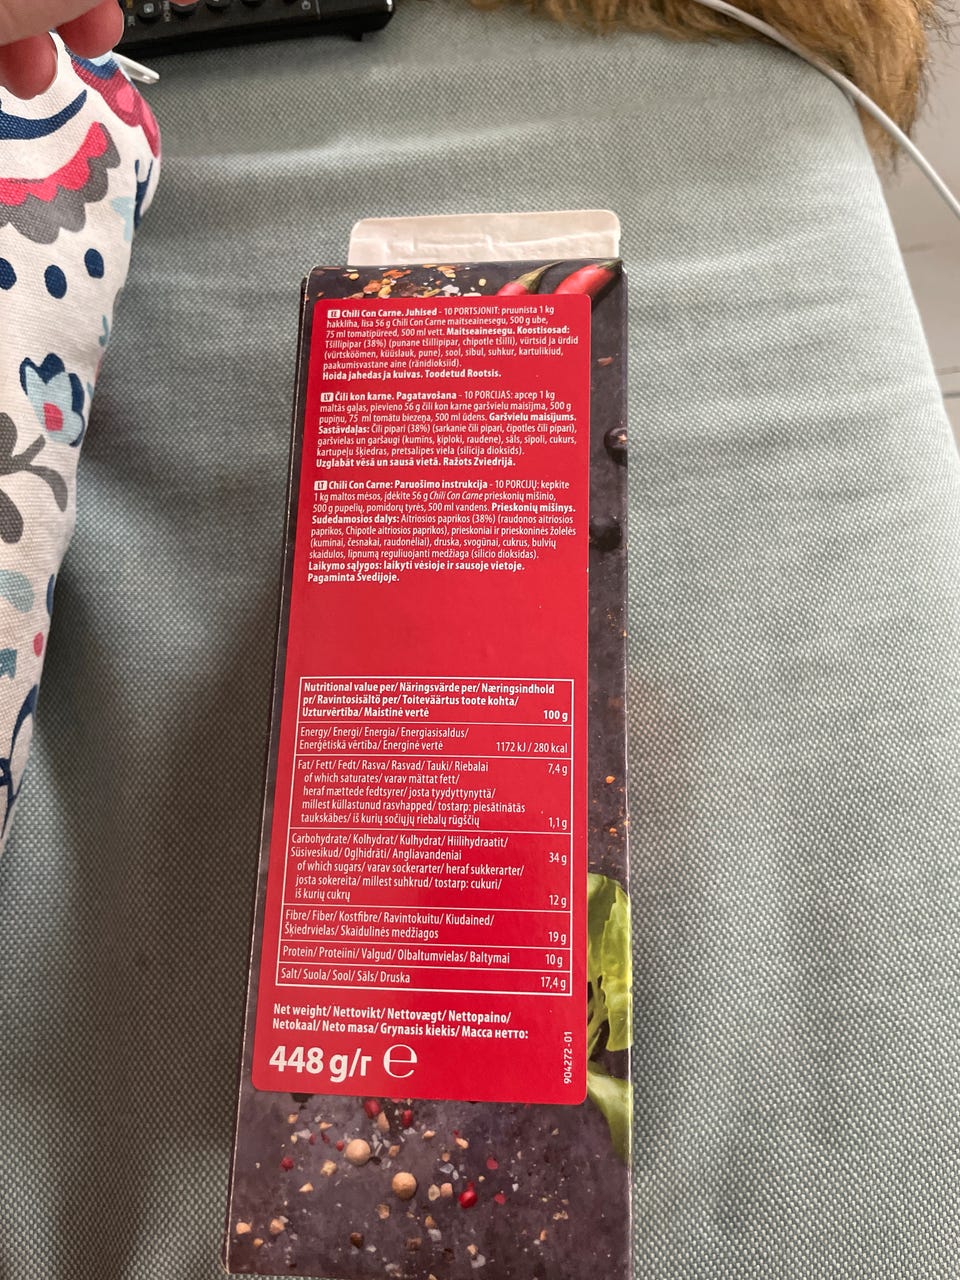 EE Chili Con Carne. Juhised - 10 PORTSJONIT: pruunista 1 kg
hakkliha, lisa 56 g Chili Con Carne maitseainesegu, 500 g ube,
75 ml tomatipüreed, 500 ml vett. Maitseainesegu. Koostisosad:
Tšillipipar (38%) (punane tšillipipar, chipotle tšilli), vürtsid ja ürdid
(vürtsköömen, küüslauk, pune), sool, sibul, suhkur, kartulikiud,
paakumisvastane aine (ränidioksiid).
Hoida jahedas ja kuivas. Toodetud Rootsis.
LV Čili kon karne. Pagatavošana - 10 PORCIJAS: apcep 1 kg
maltās gaļas, pievieno 56 g čili kon karne garšvielu maisījma, 500 g
pupiņu, 75 ml tomātu biezeņa, 500 ml ūdens. Garšvielu maisījums.
Sastāvdaļas: Čili pipari (38%) (sarkanie čili pipari, čipotles čili pipari),
garšvielas un garšaugi (kumīns, ķiploki, raudene), sāls, sīpoli, cukurs,
kartupeļu šķiedras, pretsalipes viela (silīcija dioksīds).
Uzglabāt vēsā un sausā vietā. Ražots Zviedrijā.
LT Chili Con Carne: Paruošimo instrukcija - 10 PORCIJŲ: kepkite
1 kg maltos mėsos, įdėkite 56 g Chili Con Carne prieskonių mišinio,
500 g pupelių, pomidorų tyrės, 500 ml vandens. Prieskonių mišinys.
Sudedamosios dalys: Aitriosios paprikos (38%) (raudonos aitriosios
paprikos, Chipotle aitriosios paprikos), prieskoniai ir prieskoninės žolelės
(kuminai, česnakai, raudonėliai), druska, svogūnai, cukrus, bulvių
skaidulos, lipnumą reguliuojanti medžiaga (silicio dioksidas).
Laikymo sąlygos: laikyti vėsioje ir sausoje vietoje.
Pagaminta Švedijoje.
Nutritional value per/ Näringsvärde per/ Næringsindhold
pr/ Ravintosisältö per/ Toiteväärtus toote kohta/
Uzturvērtība/ Maistinė vertė 100 g
Energy/ Energi/ Energia/ Energiasisaldus/
Enerģētiskā vērtība/ Energinė vertė 1172 kJ / 280 kcal
Fat/ Fett/ Fedt/ Rasva/ Rasvad/ Tauki/ Riebalai 7,4 g
of which saturates/ varav mättat fett/
heraf mættede fedtsyrer/ josta tyydyttynyttä/
millest küllastunud rasvhapped/ tostarp: piesātinātās
taukskābes/ iš kurių sočiųjų riebalų rūgščių 1,1 g
Carbohydrate/ Kolhydrat/ Kulhydrat/ Hiilihydraatit/
Süsivesikud/ Ogļhidrāti/ Angliavandeniai 34 g
of which sugars/ varav sockerarter/ heraf sukkerarter/
josta sokereita/ millest suhkrud/ tostarp: cukuri/
iš kurių cukrų 12 g
Fibre/ Fiber/ Kostfibre/ Ravintokuitu/ Kiudained/
Šķiedrvielas/ Skaidulinės medžiagos 19 g
Protein/ Proteiini/ Valgud/ Olbaltumvielas/ Baltymai 10 g
Salt/ Suola/ Sool/ Sāls/ Druska 17,4 g
Net weight/ Nettovikt/ Nettovægt/ Nettopaino/
Netokaal/ Neto masa/ Grynasis kiekis/ Масса нетто:
448 g/г e
904272-01